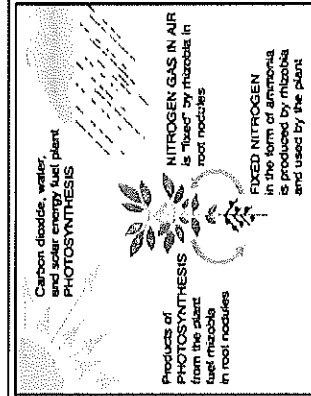 Carbon dioxide, water,
and solar energy fuel plant
PHOTOSYNTHESIS
NITROGEN GAS IN AIR
is "fixed" by rhizobia in
root nodules
Products of
PHOTOSYNTHESIS
from the plant
fuel rhizobia
in root nodules
FIXED NITROGEN
in the form of ammonia
is produced by rhizobia
and used by the plant